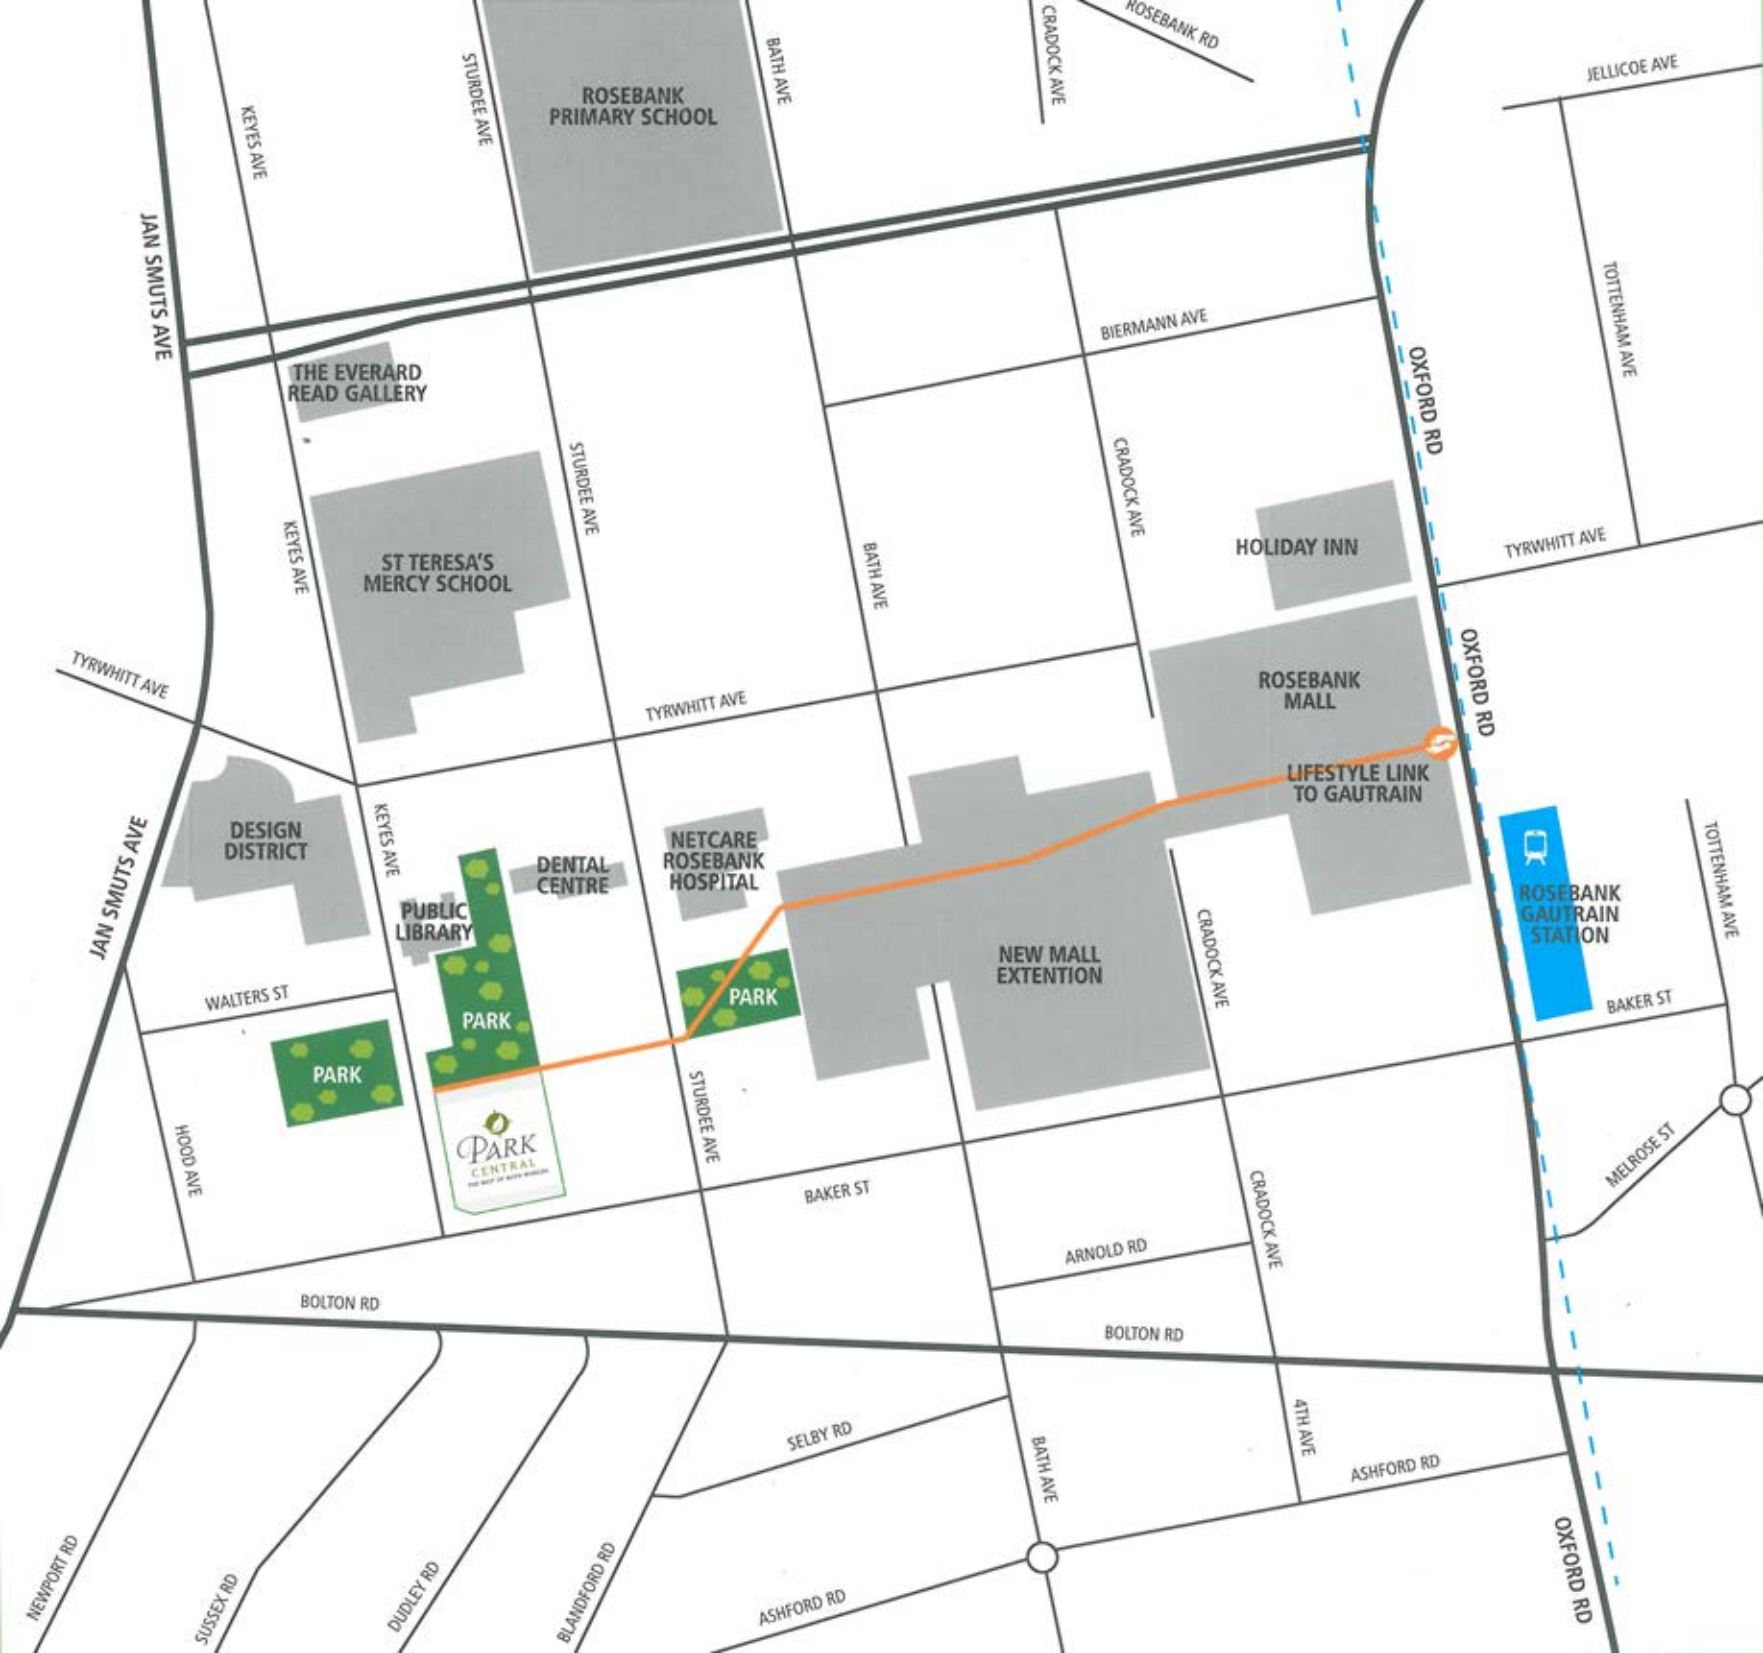 CRADOCK AVE
ROSEBANK RD
BATH AVE
STURDEE AVE
JELLICOE AVE
ROSEBANK
PRIMARY SCHOOL
KEYES AVE
JAN SMUTS AVE
TOTTENHAM AVE
BIERMANN AVE
THE EVERARD
READ GALLERY
OXFORD RD
STURDEE AVE
CRADOCK AVE
KEYES AVE
ST TERESA'S
MERCY SCHOOL
BATH AVE
HOLIDAY INN
TYRWHITT AVE
TYRWHITT AVE
OXFORD RD
ROSEBANK
MALL
TYRWHITT AVE
LIFESTYLE LINK
TO GAUTRAIN
DESIGN
DISTRICT
KEYES AVE
JAN SMUTS AVE
DENTAL
CENTRE
NETCARE
ROSEBANK
HOSPITAL
PUBLIC
LIBRARY
ROSEBANK
GAUTRAIN
STATION
TOTTENHAM AVE
NEW MALL
EXTENTION
CRADOCK AVE
WALTERS ST
PARK
PARK
BAKER ST
PARK
STURDEE AVE
HOOD AVE
PARK
CENTRAL
THE BEST OF BOTH WORLDS
MELROSE ST
BAKER ST
CRADOCK AVE
ARNOLD RD
BOLTON RD
BOLTON RD
SELBY RD
4TH AVE
BATH AVE
ASHFORD RD
OXFORD RD
NEWPORT RD
SUSSEX RD
DUDLEY RD
BLANDFORD RD
ASHFORD RD